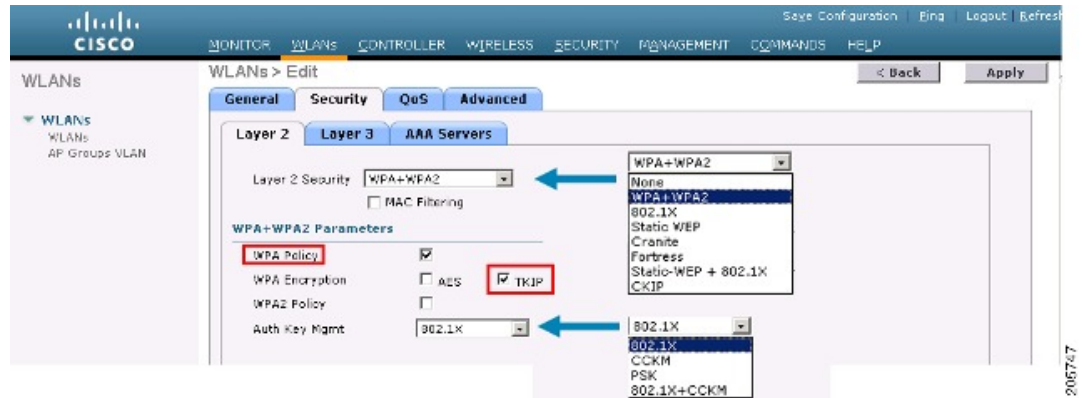 Save Configuration Ping Logout Refresh
CISCO
MONITOR WLANs CONTROLLER WIRELESS SECURITY MANAGEMENT COMMANDS HELP
WLANs
WLANs > Edit
< Back Apply
General Security QoS Advanced
WLANs
WLANs
AP Groups VLAN
Layer 2 Layer 3 AAA Servers
Layer 2 Security WPA+WPA2
MAC Filtering
WPA+WPA2
None
WPA+WPA2
802.1X
Static WEP
Cranite
Fortress
Static-WEP + 802.1X
CKIP
WPA+WPA2 Parameters
WPA Policy
WPA Encryption AES TKIP
WPA2 Policy
Auth Key Mgmt 802.1X
802.1X
802.1X
CCKM
PSK
802.1X+CCKM
205747